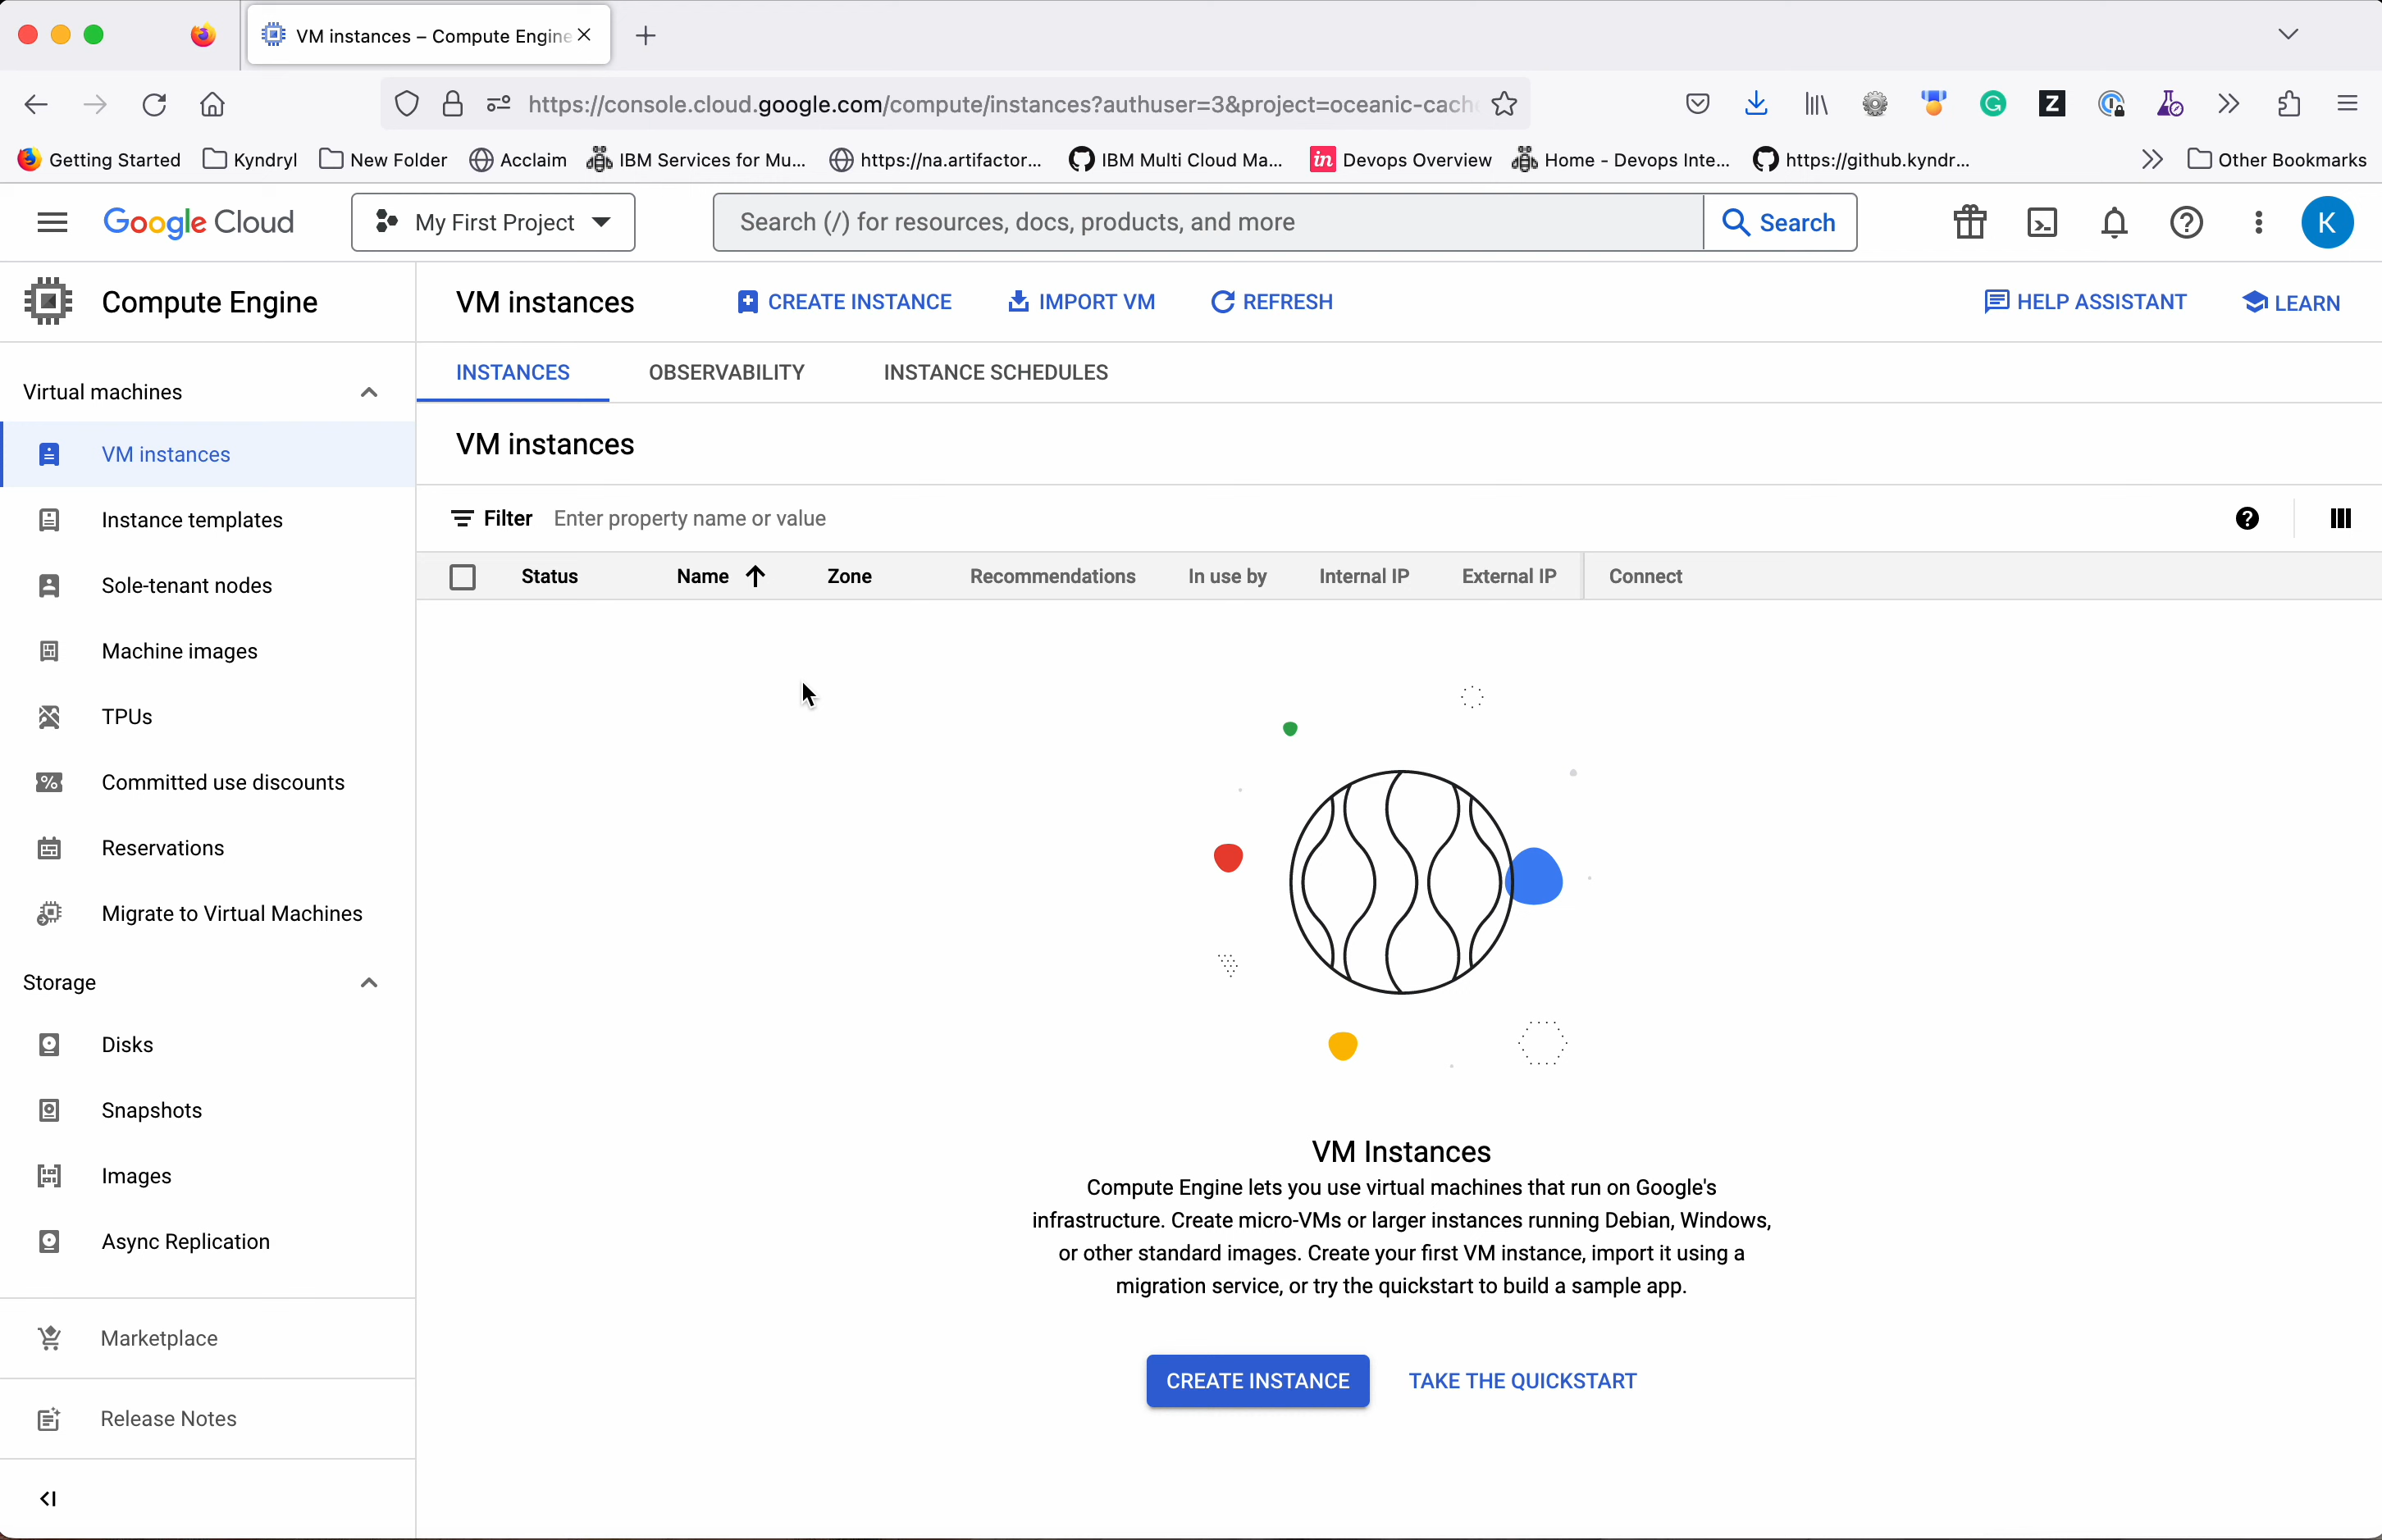 VM instances – Compute Engine
https://console.cloud.google.com/compute/instances?authuser=3&project=oceanic-cach
Getting Started
Kyndryl
New Folder
Acclaim
IBM Services for Mu...
https://na.artifactor...
IBM Multi Cloud Ma...
in
Devops Overview
Home - Devops Inte...
https://github.kyndr...
Other Bookmarks
Google Cloud
My First Project
Search (/) for resources, docs, products, and more
Search
K
Compute Engine
VM instances
CREATE INSTANCE
IMPORT VM
REFRESH
HELP ASSISTANT
LEARN
Virtual machines
VM instances
Instance templates
Sole-tenant nodes
Machine images
TPUs
Committed use discounts
Reservations
Migrate to Virtual Machines
Storage
Disks
Snapshots
Images
Async Replication
Marketplace
Release Notes
INSTANCES
OBSERVABILITY
INSTANCE SCHEDULES
VM instances
Filter
Enter property name or value
Status
Name
Zone
Recommendations
In use by
Internal IP
External IP
Connect
VM Instances
Compute Engine lets you use virtual machines that run on Google's
infrastructure. Create micro-VMs or larger instances running Debian, Windows,
or other standard images. Create your first VM instance, import it using a
migration service, or try the quickstart to build a sample app.
CREATE INSTANCE
TAKE THE QUICKSTART